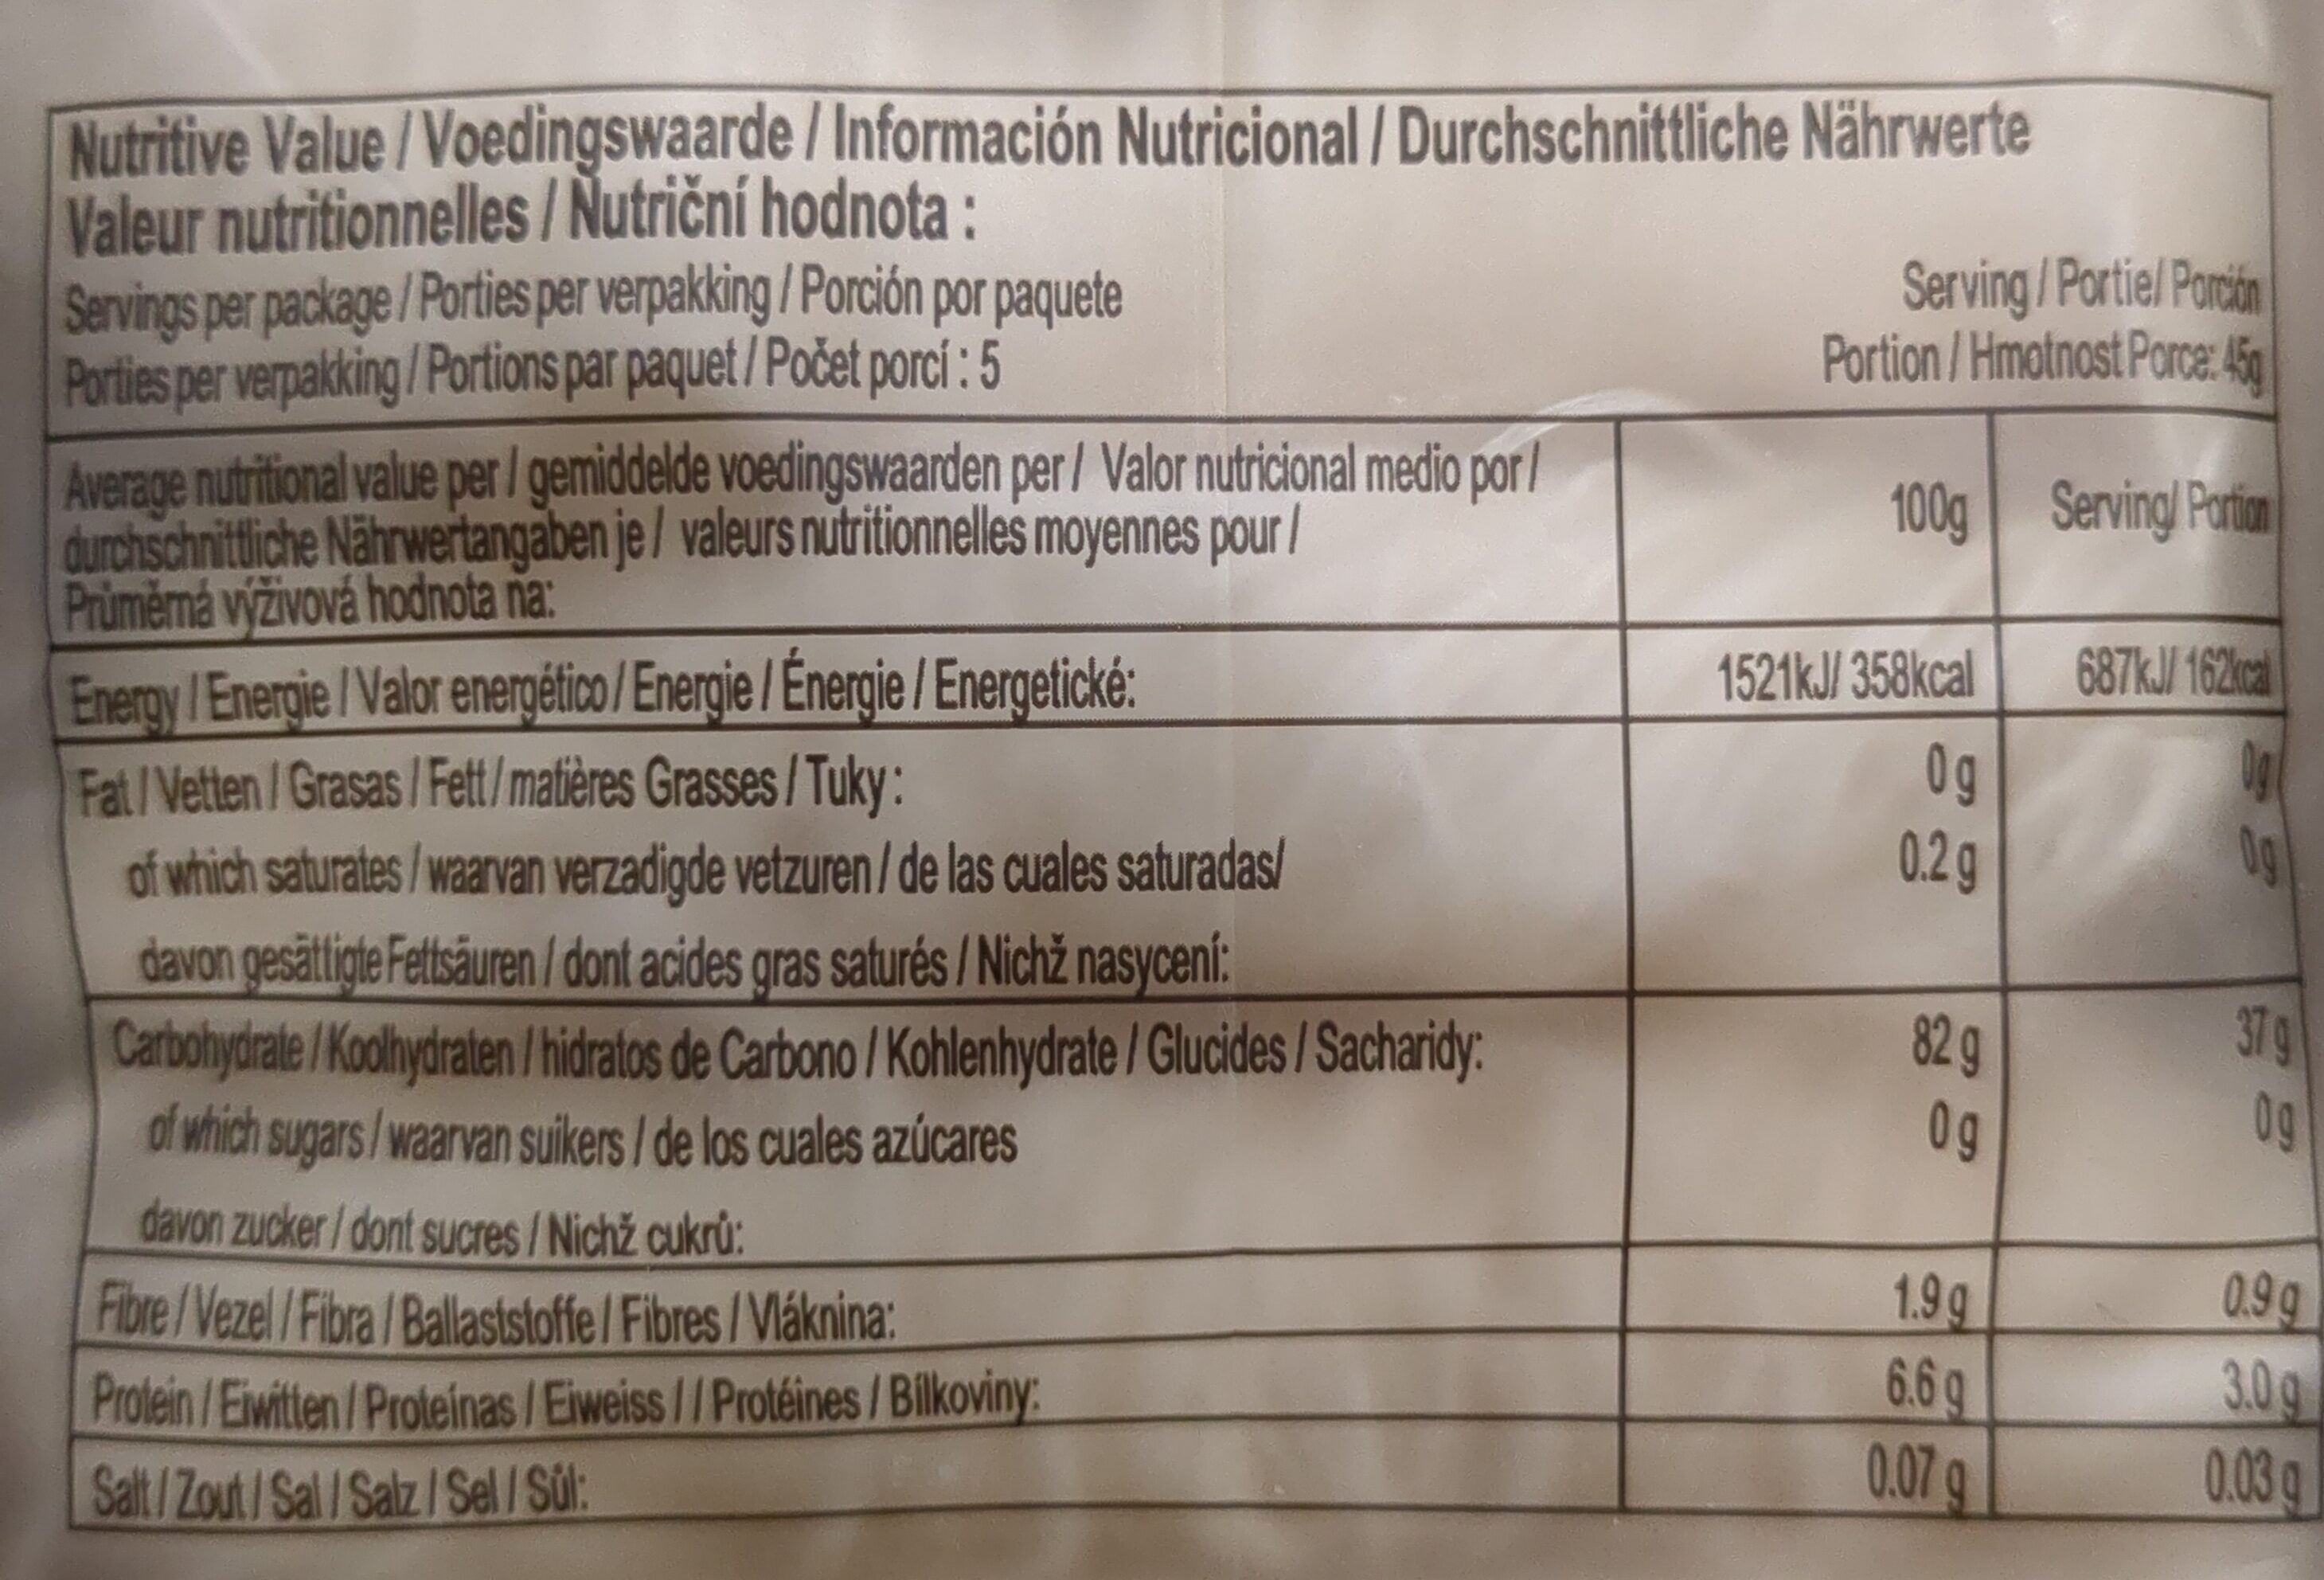 Nutritive Value / Voedingswaarde / Información Nutricional / Durchschnittliche Nährwerte
Valeur nutritionnelles / Nutriční hodnota :
Servings per package / Porties per verpakking / Porción por paquete
Porties per verpakking / Portions par paquet / Počet porcí : 5
Serving / Portie/ Porción
Portion / Hmotnost Porce: 45g
Average nutritional value per / gemiddelde voedingswaarden per / Valor nutricional medio por /
durchschnittliche Nährwertangaben je / valeurs nutritionnelles moyennes pour /
Průměrná výživová hodnota na:
100g Serving/ Portion
Energy / Energie / Valor energético / Energie / Énergie / Energetické: 1521kJ/ 358kcal 687kJ/ 162kcal
Fat / Vetten / Grasas / Fett / matières Grasses / Tuky : 0 g 0g
of which saturates / waarvan verzadigde vetzuren / de las cuales saturadas/ 0.2 g 0g
davon gesättigte Fettsäuren / dont acides gras saturés / Nichž nasycení:
Carbohydrate / Koolhydraten / hidratos de Carbono / Kohlenhydrate / Glucides / Sacharidy: 82 g 37 g
of which sugars / waarvan suikers / de los cuales azúcares 0 g 0 g
davon zucker / dont sucres / Nichž cukrů:
Fibre / Vezel / Fibra / Ballaststoffe / Fibres / Vláknina: 1.9 g 0.9 g
Protein / Eiwitten / Proteínas / Eiweiss / / Protéines / Bílkoviny: 6.6 g 3.0 g
Salt / Zout / Sal / Salz / Sel / Sůl: 0.07 g 0.03 g